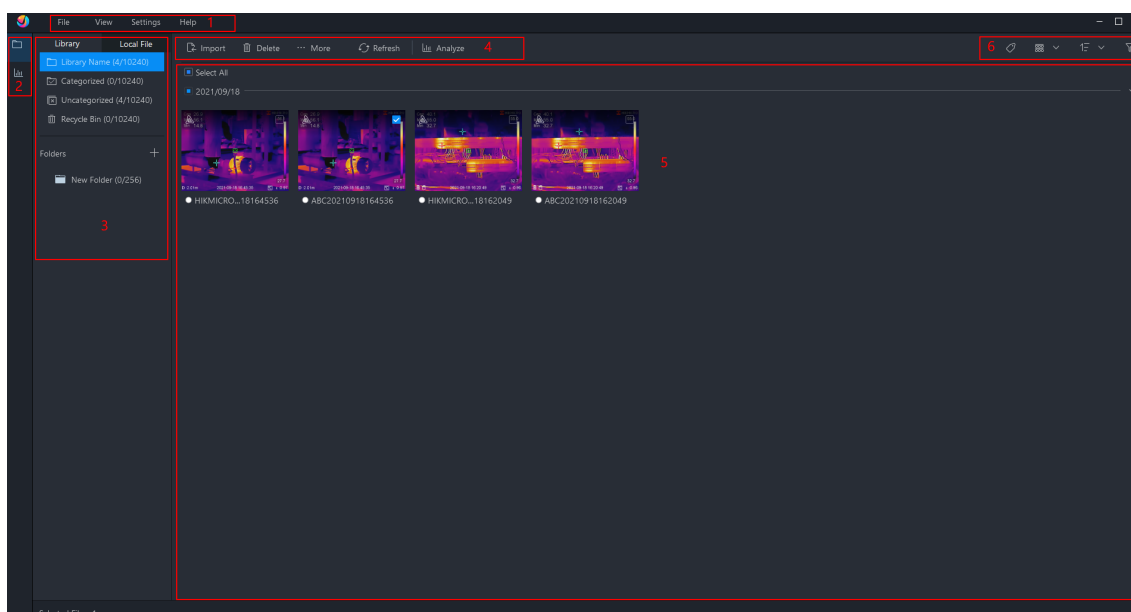 File View Settings Help 1
Library Local File
Import Delete ··· More Refresh Analyze 4
6
Library Name (4/10240)
2
Categorized (0/10240)
Uncategorized (4/10240)
Recycle Bin (0/10240)
Folders +
New Folder (0/256)
3
Select All
2021/09/18
5
HIKMICRO...18164536 ABC20210918164536 HIKMICRO...18162049 ABC20210918162049